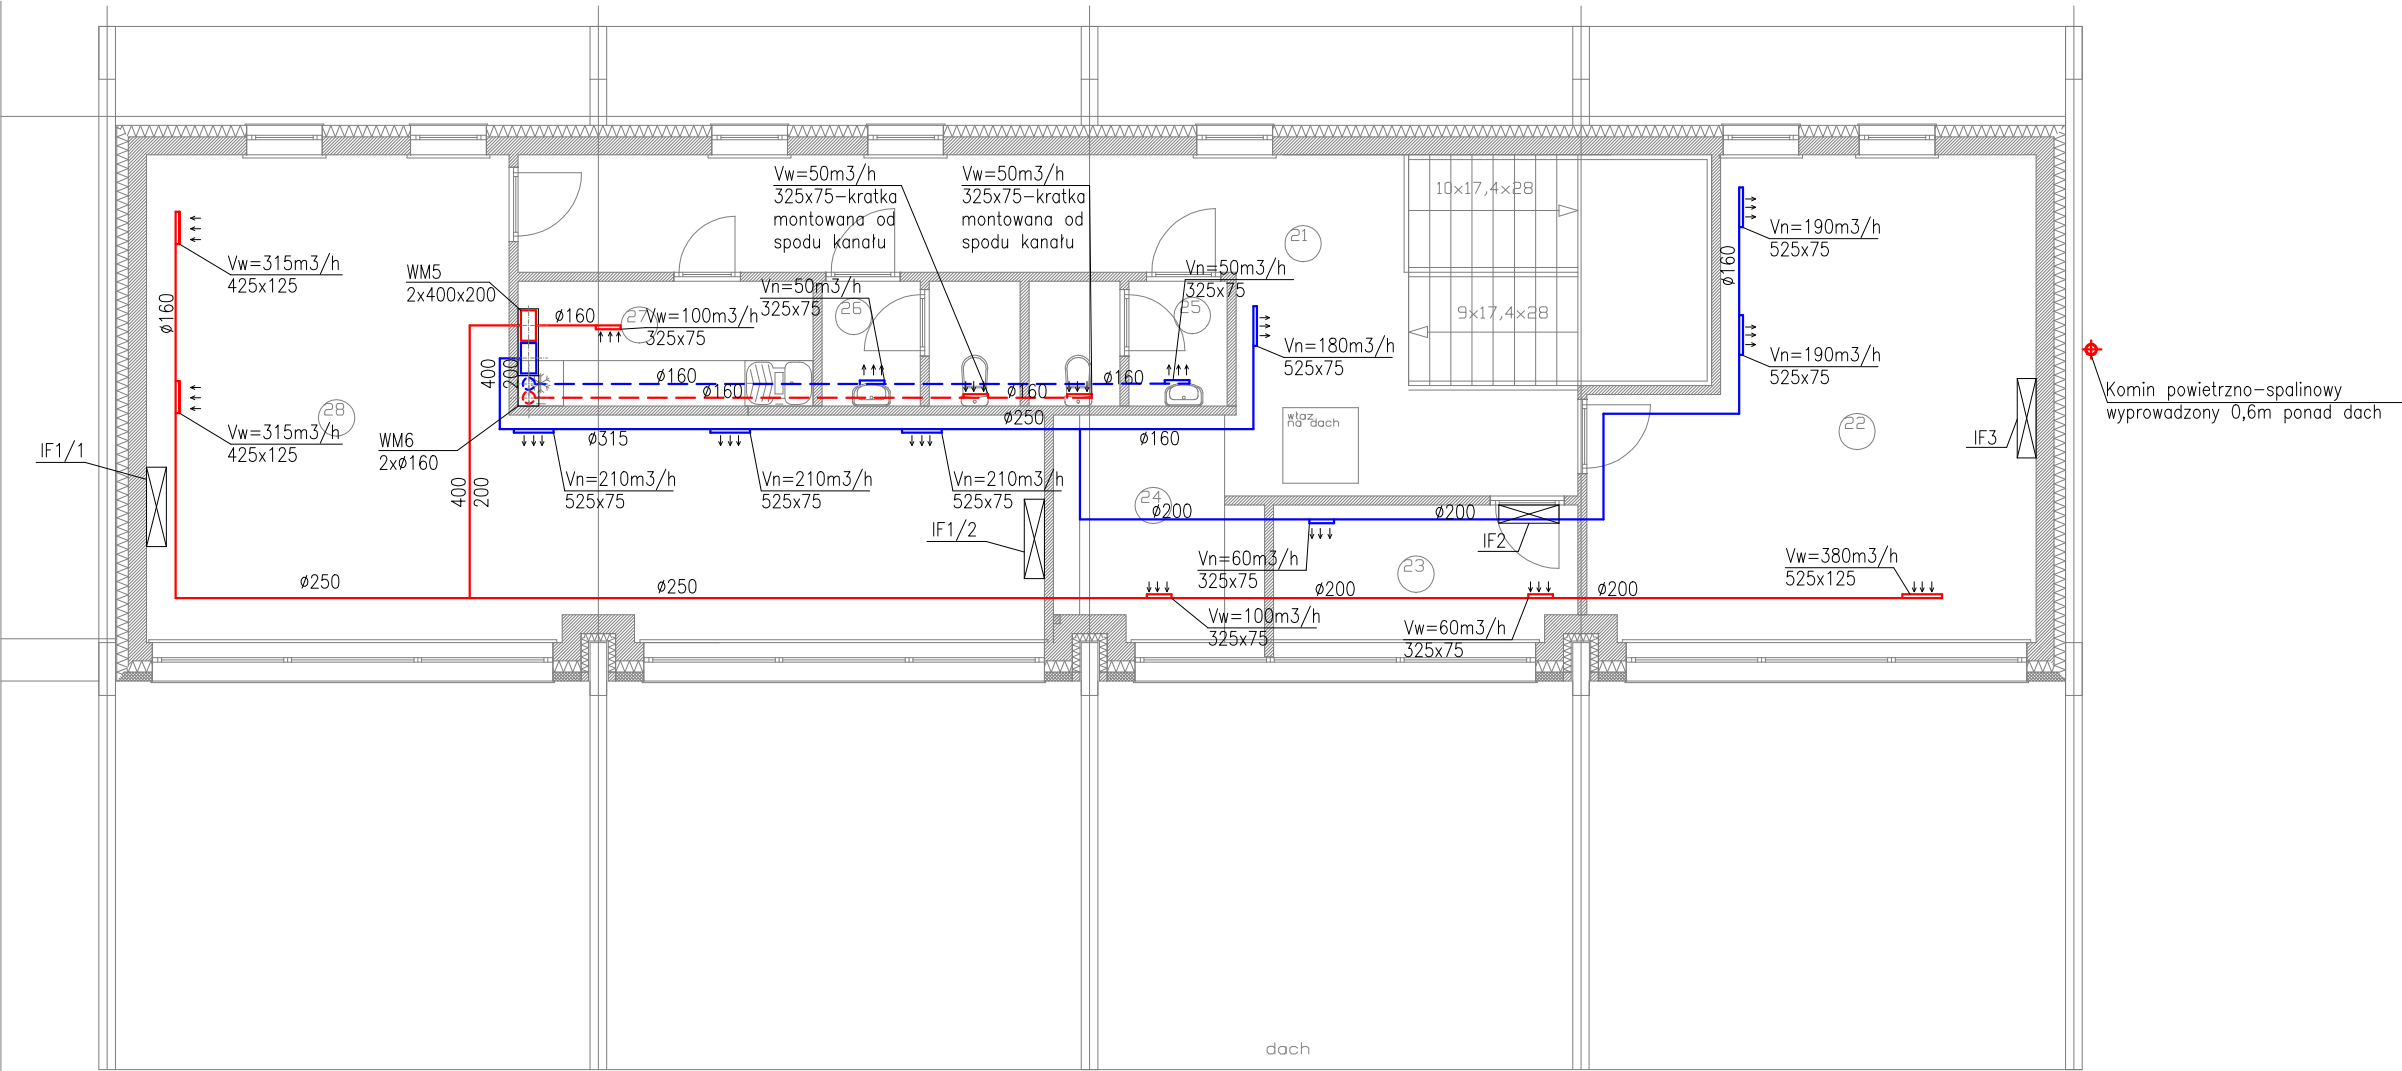 10x17,4x28
9x17,4x28
21
22
23
24
25
26
27
28
Vw=50m3/h
325x75-kratka
montowana od
spodu kanału
Vw=50m3/h
325x75-kratka
montowana od
spodu kanału
Vn=190m3/h
525x75
ø160
Vn=190m3/h
525x75
Vw=315m3/h
425x125
ø160
WM5
2x400x200
Vn=50m3/h
325x75
Vn=50m3/h
325x75
ø160
Vw=100m3/h
325x75
Vn=180m3/h
525x75
400
200
ø160
ø160
ø160
ø160
Komin powietrzno-spalinowy
wyprowadzony 0,6m ponad dach
właz
na dach
Vw=315m3/h
425x125
WM6
2xø160
ø315
ø250
ø160
IF1/1
IF3
Vn=210m3/h
525x75
Vn=210m3/h
525x75
Vn=210m3/h
525x75
400
200
IF1/2
ø200
ø200
IF2
Vn=60m3/h
325x75
Vw=380m3/h
525x125
ø250
ø250
ø200
ø200
Vw=100m3/h
325x75
Vw=60m3/h
325x75
dach